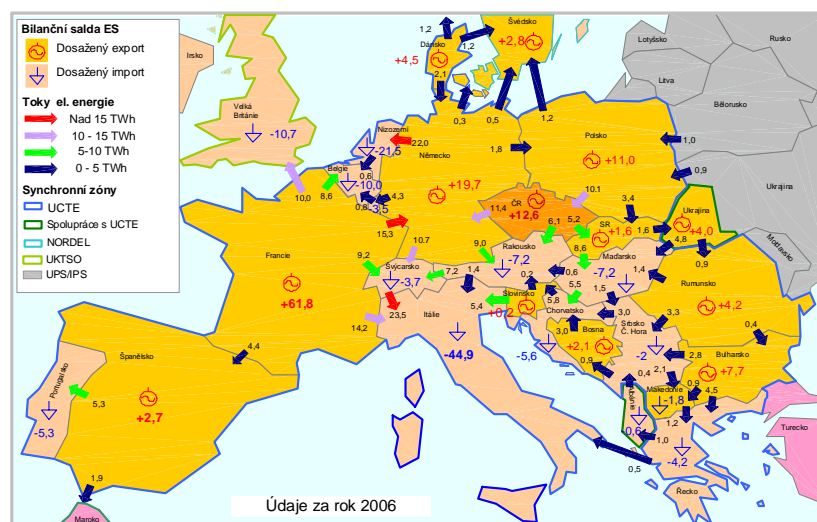 Bilanční salda ES
Dosažený export
Dosažený import
Toky el. energie
Nad 15 TWh
10 - 15 TWh
5-10 TWh
0 - 5 TWh
Synchronní zóny
UCTE
Spolupráce s UCTE
NORDEL
UKTSO
UPS/IPS
Irsko
Velká
Británie
-10,7
Dánsko
+4,5
Švédsko
+2,8
1,2
1,2
2,1
0,3
0,5
1,2
Lotyšsko
Rusko
Litva
Bělorusko
Ukrajina
Moldavsko
Nizozemí
22,0
-21,5
Německo
+19,7
1,8
Polsko
+11,0
1,0
0,9
Belgie
0,6
-10,0
0,8
4,3
-3,5
10,0
8,6
15,3
11,4
ČR
+12,6
10,1
3,4
6,1
5,2
SR
+1,6
8,6
1,6
Ukrajina
+4,0
4,8
0,9
Francie
+61,8
9,2
10,7
Švýcarsko
-3,7
7,2
9,0
Rakousko
-7,2
1,4
0,2
0,6
Maďarsko
-7,2
1,4
5,5
1,5
Rumunsko
+4,2
23,5
14,2
Itálie
-44,9
5,4
Slovinsko
+0,2
5,8
Chorvatsko
3,0
3,0
-5,6
Bosna
+2,1
0,9
Srbsko
Č. Hora
-2
3,3
0,4
2,8
Bulharsko
+7,7
2,1
0,9
4,5
0,4
Makedonie
-1,8
1,2
1,0
0,6
-4,2
Řecko
0,5
Turecko
4,4
Španělsko
+2,7
Portugalsko
-5,3
5,3
1,9
Maroko
Údaje za rok 2006